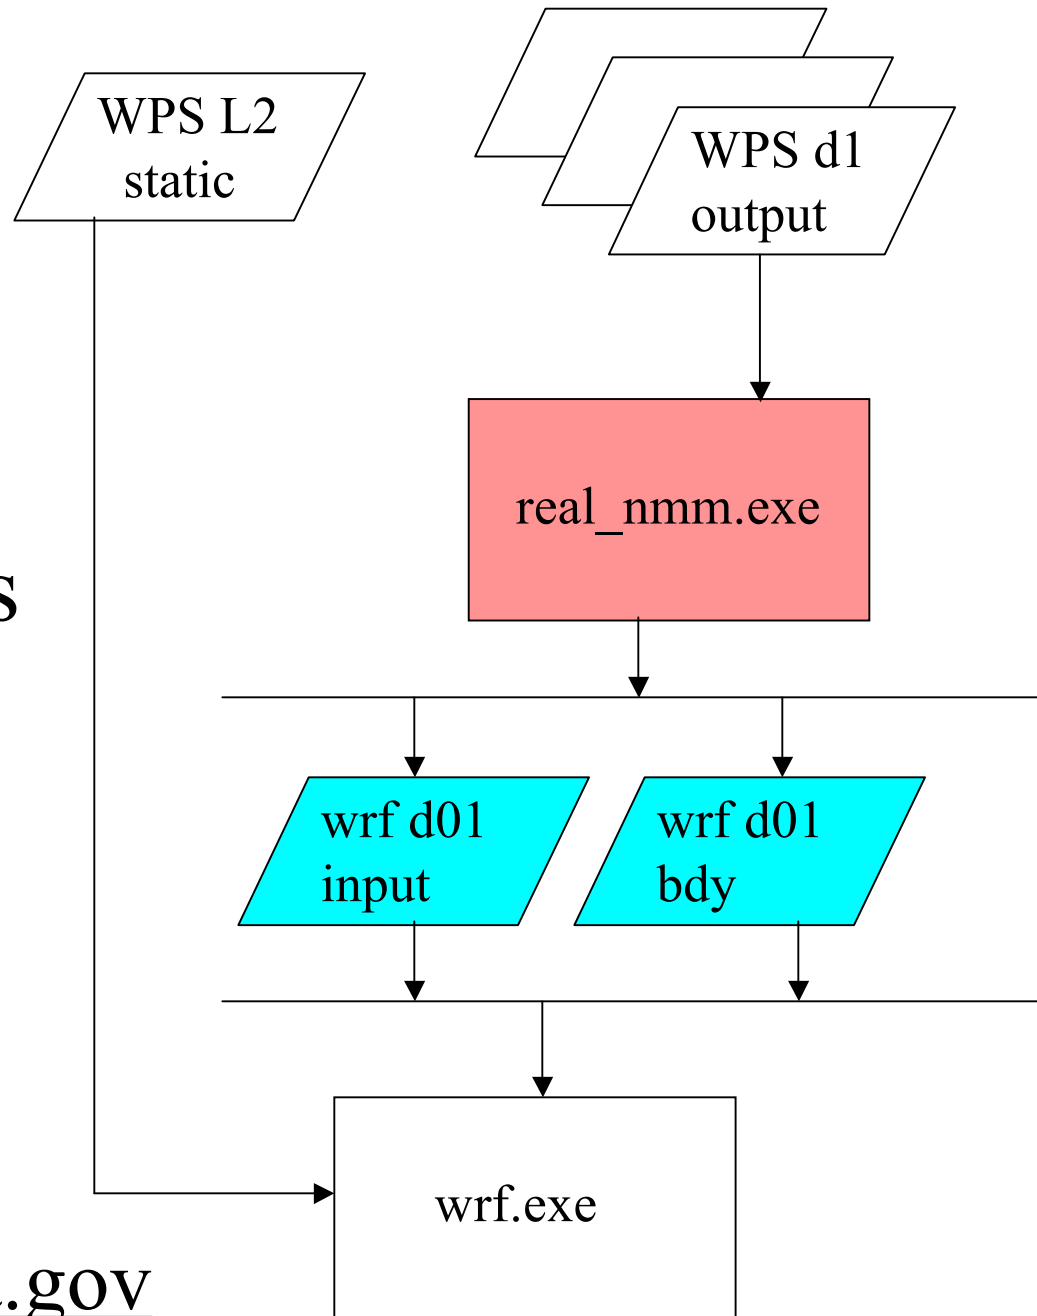 WPS L2
static
WPS d1
output
real_nmm.exe
s
wrf d01
input
wrf d01
bdy
wrf.exe
.gov